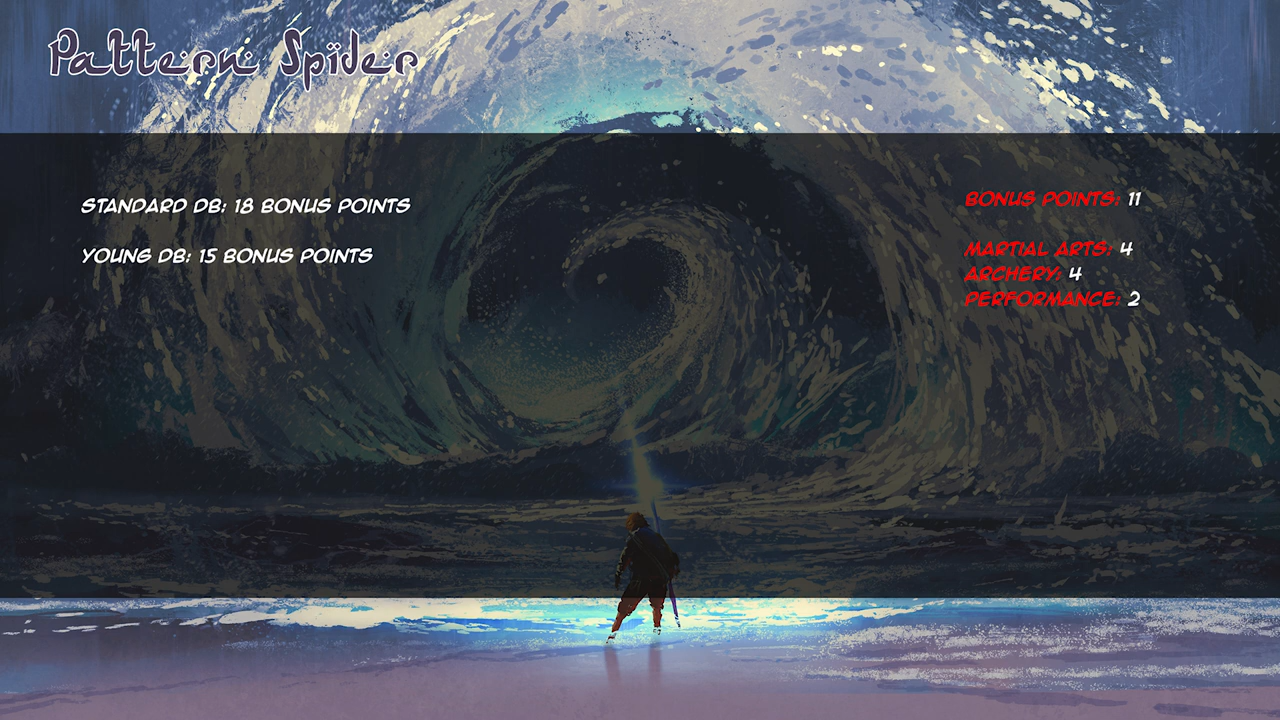 Pattern Spider
STANDARD DB: 18 BONUS POINTS
YOUNG DB: 15 BONUS POINTS
BONUS POINTS: 11
MARTIAL ARTS: 4
ARCHERY: 4
PERFORMANCE: 2